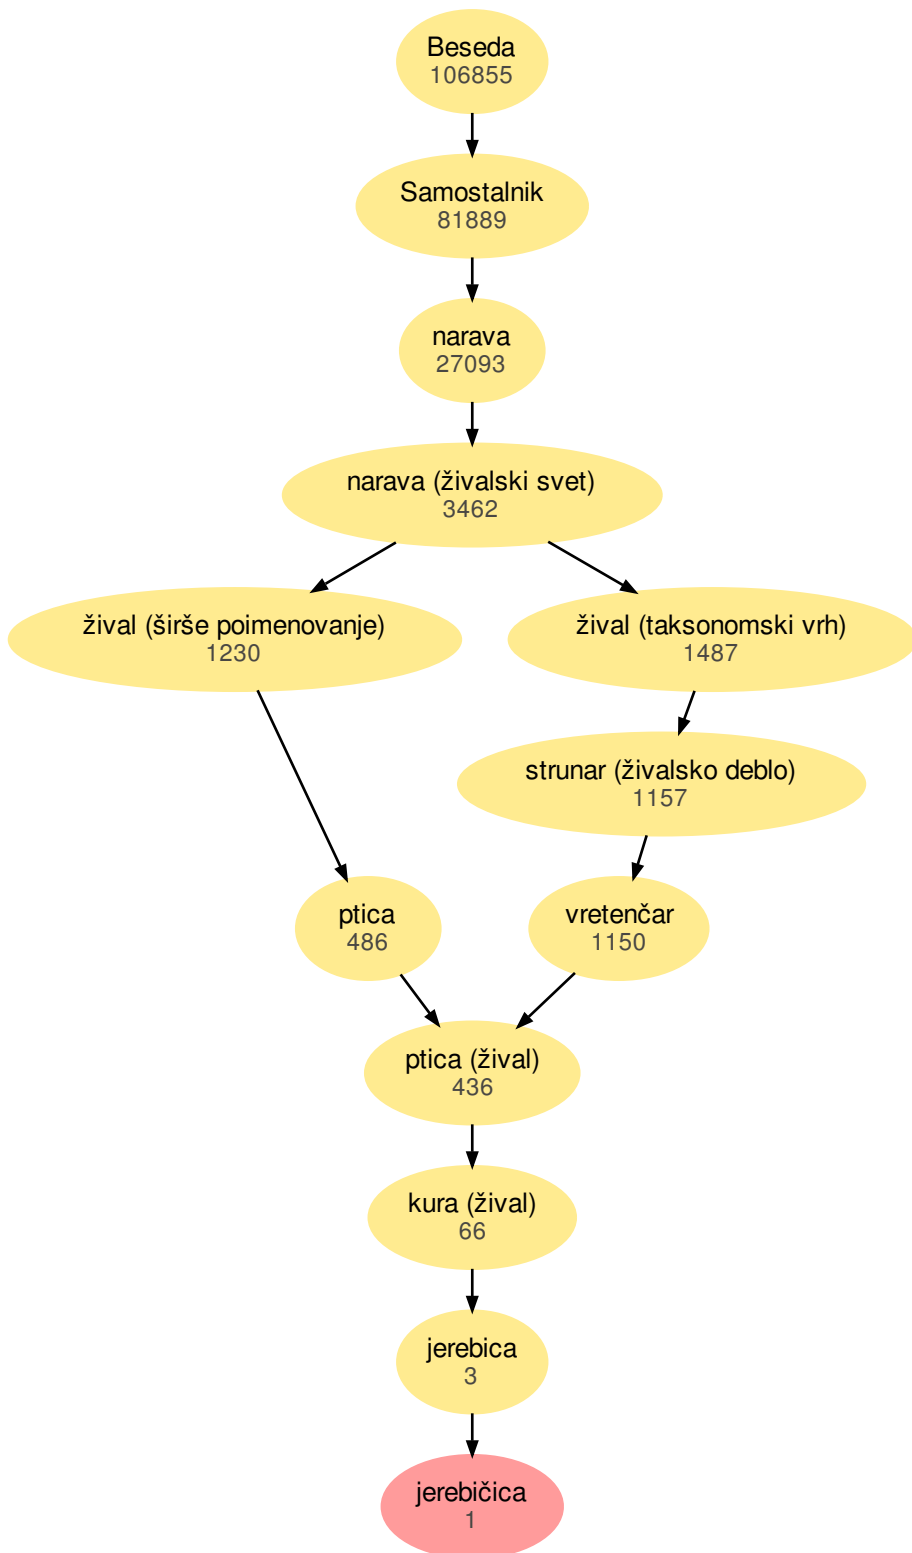 Beseda
106855
Samostalnik
81889
narava
27093
narava (živalski svet)
3462
žival (širše poimenovanje)
1230
žival (taksonomski vrh)
1487
strunar (živalsko deblo)
1157
ptica
486
vretenčar
1150
ptica (žival)
436
kura (žival)
66
jerebica
3
jerebičica
1